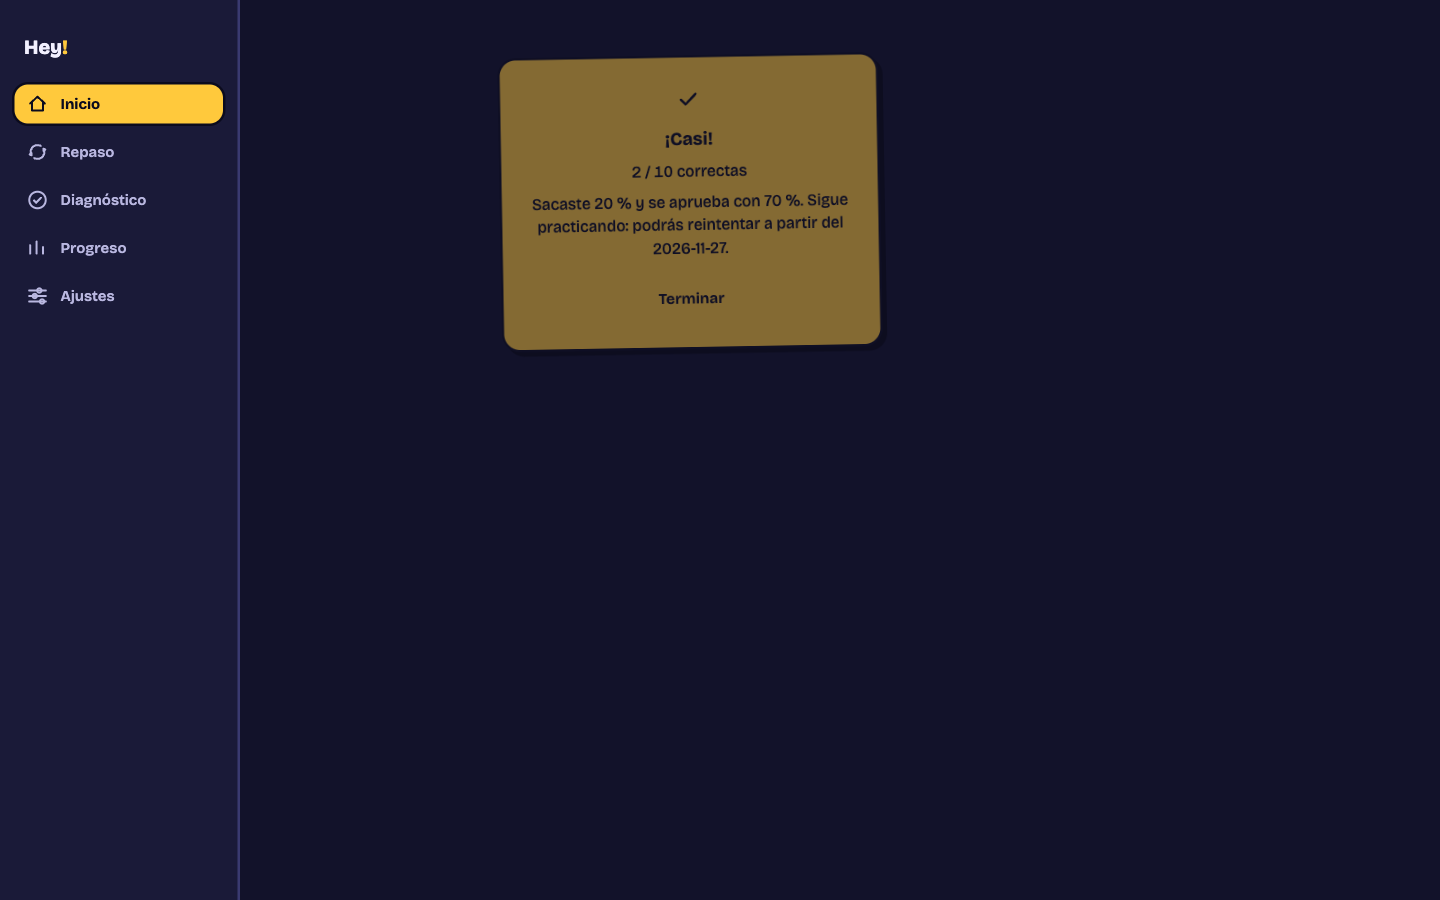 Hey!
Inicio
Repaso
Diagnóstico
Progreso
Ajustes
¡Casi!
2 / 10 correctas
Sacaste 20 % y se aprueba con 70 %. Sigue
practicando: podrás reintentar a partir del
2026-11-27.
Terminar